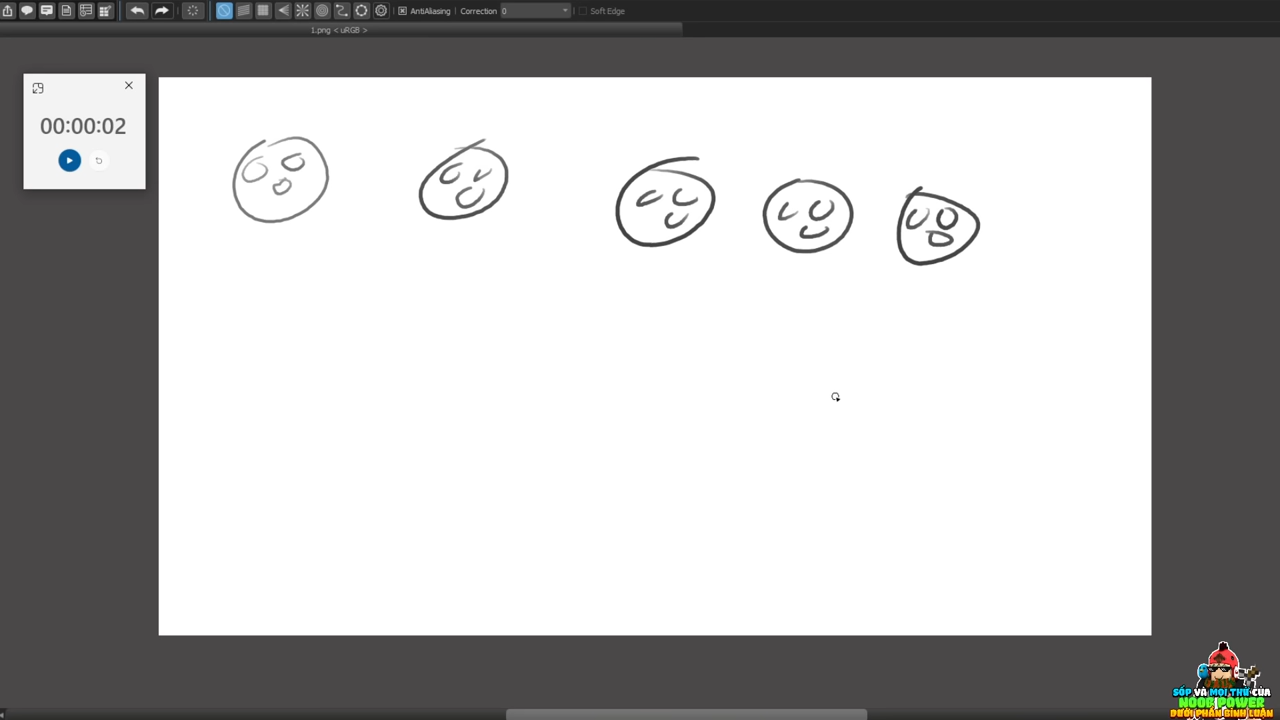 AntiAliasing Correction 0 Soft Edge
1.png < uRGB >
00:00:02
SỐP VÀ MỌI THỨ CỦA
NOOB POWER
DƯỚI PHẦN BÌNH LUẬN